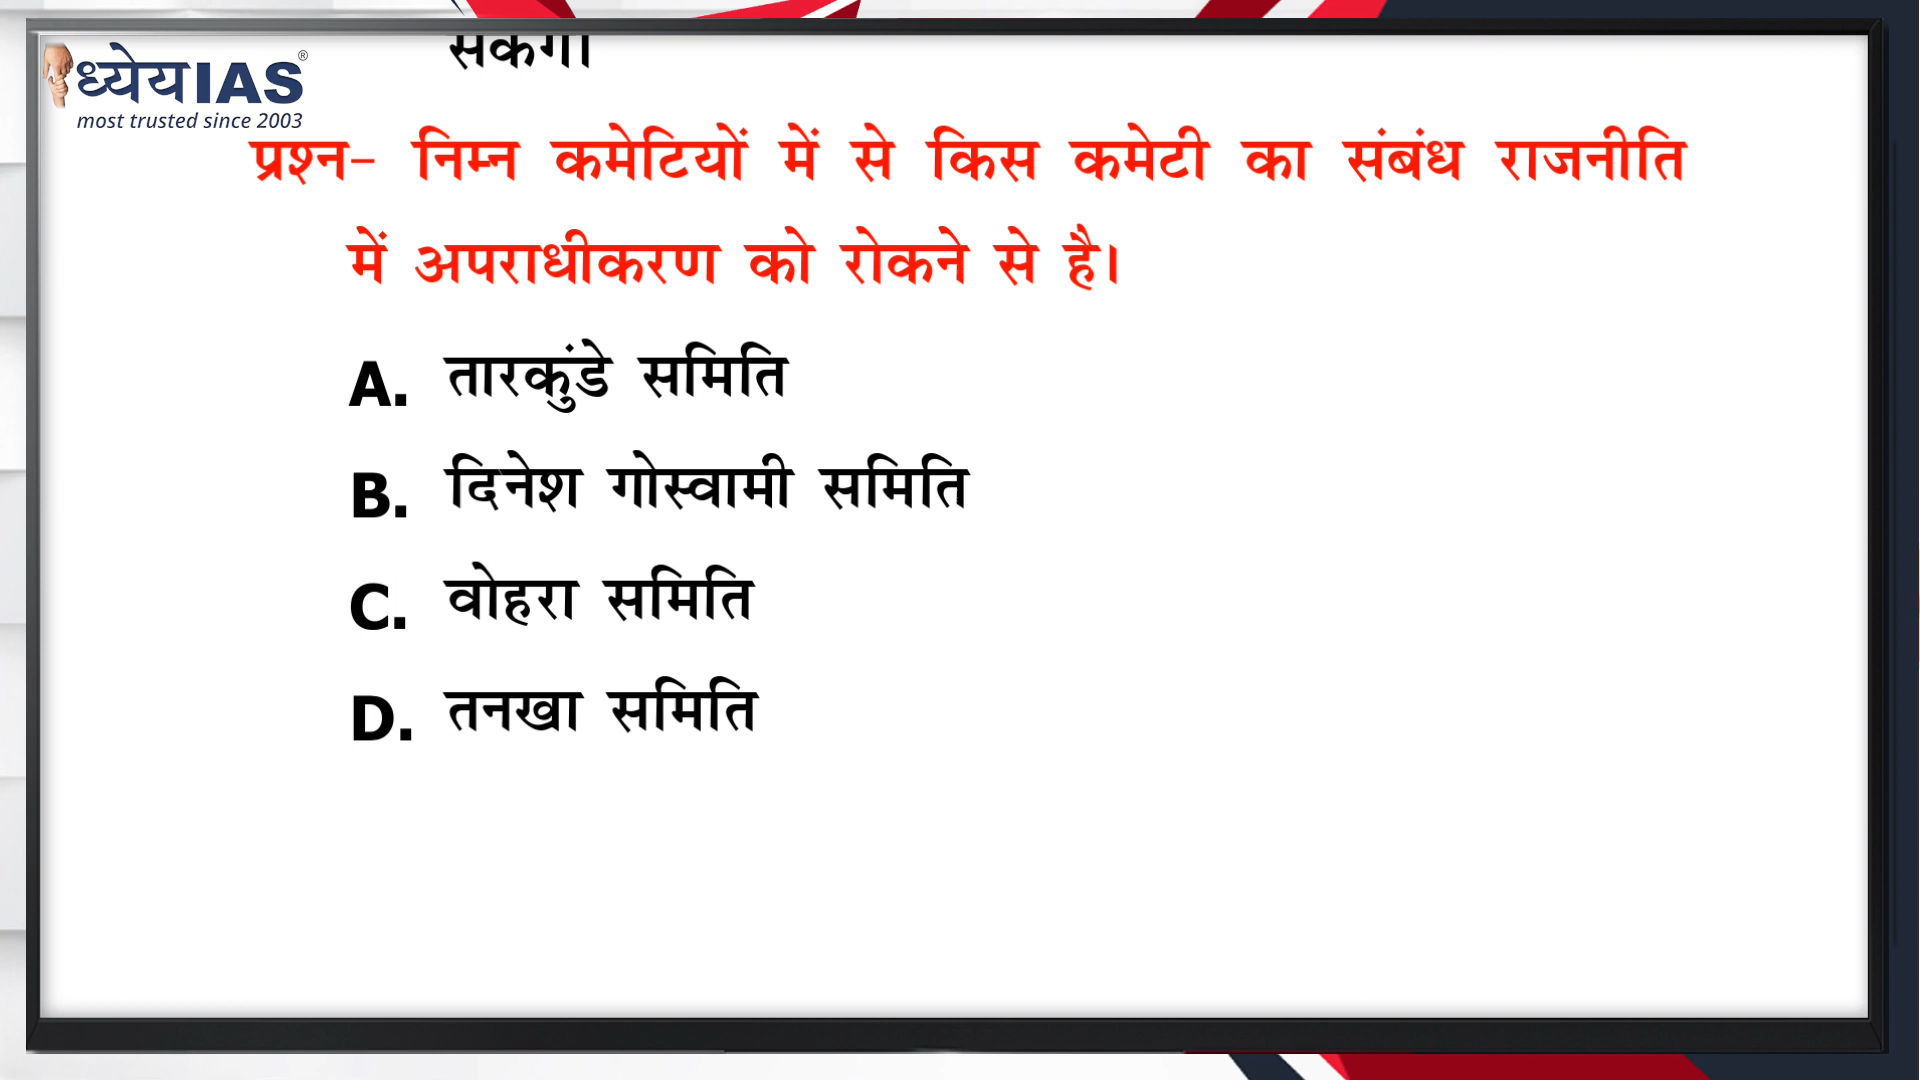 सकेगा
ध्येय IAS®
most trusted since 2003
प्रश्न- निम्न कमेटियों में से किस कमेटी का संबंध राजनीति
में अपराधीकरण को रोकने से है।
A. तारकुंडे समिति
B. दिनेश गोस्वामी समिति
C. वोहरा समिति
D. तनखा समिति